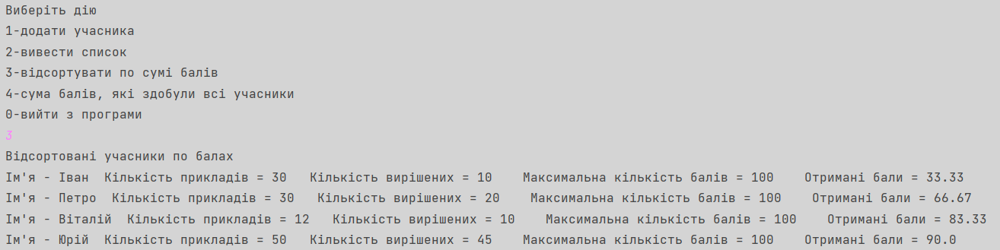 Виберіть дію
1-додати учасника
2-вивести список
3-відсортувати по сумі балів
4-сума балів, які здобули всі учасники
0-вийти з програми
3
Відсортовані учасники по балах
Ім'я - Іван  Кількість прикладів = 30   Кількість вирішених = 10    Максимальна кількість балів = 100    Отримані бали = 33.33
Ім'я - Петро  Кількість прикладів = 30   Кількість вирішених = 20    Максимальна кількість балів = 100    Отримані бали = 66.67
Ім'я - Віталій  Кількість прикладів = 12   Кількість вирішених = 10    Максимальна кількість балів = 100    Отримані бали = 83.33
Ім'я - Юрій  Кількість прикладів = 50   Кількість вирішених = 45    Максимальна кількість балів = 100    Отримані бали = 90.0